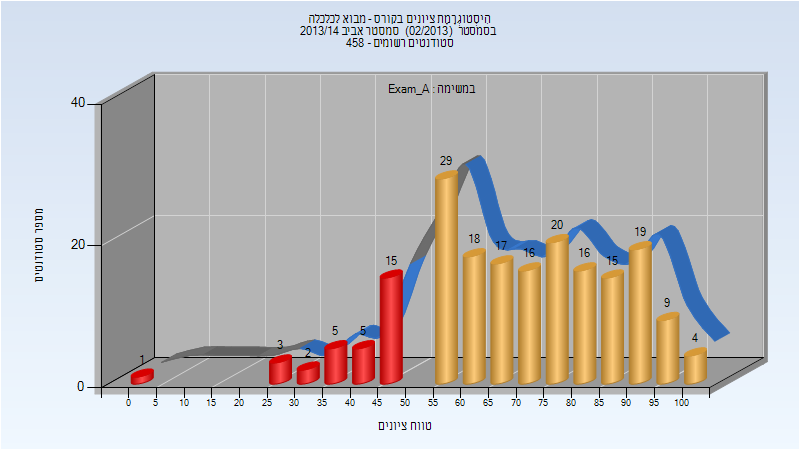 היסטוגרמת ציונים בקורס - מבוא לכלכלה
בסמסטר (02/2013) סמסטר אביב 2013/14
סטודנטים רשומים - 458
במשימה : Exam_A
מספר סטודנטים
40
20
0
1
3
2
5
5
15
29
18
17
16
20
16
15
19
9
4
0 5 10 15 20 25 30 35 40 45 50 55 60 65 70 75 80 85 90 95 100
טווח ציונים